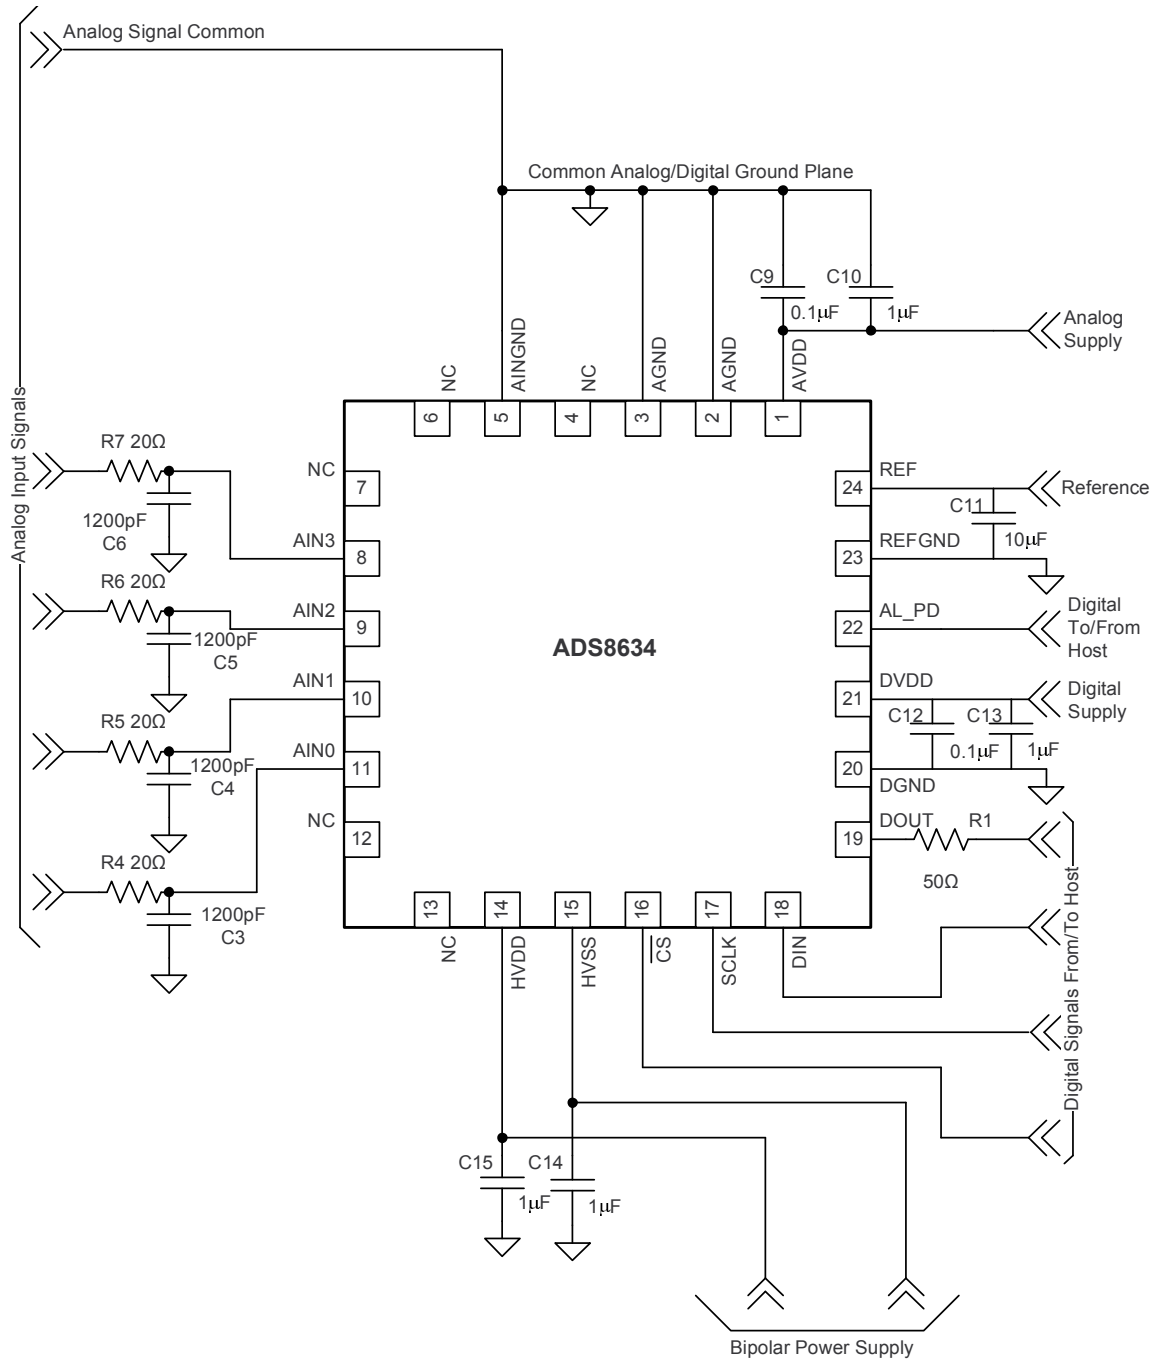 Analog Signal Common
Common Analog/Digital Ground Plane
C9
C10
0.1μF
1μF
Analog
Supply
NC
AINGND
NC
AGND
AGND
AVDD
6
5
4
3
2
1
Analog Input Signals
R7 20Ω
1200pF
C6
R6 20Ω
1200pF
C5
R5 20Ω
1200pF
C4
R4 20Ω
1200pF
C3
NC
7
AIN3
8
AIN2
9
AIN1
10
AIN0
11
NC
12
ADS8634
24
REF
C11
Reference
23
REFGND
10μF
22
AL_PD
Digital
To/From
Host
21
DVDD
C12
C13
Digital
Supply
0.1μF
1μF
20
DGND
19
DOUT
R1
50Ω
13
14
15
16
17
18
NC
HVDD
HVSS
CS
SCLK
DIN
Digital Signals From/To Host
C15
1μF
C14
1μF
Bipolar Power Supply